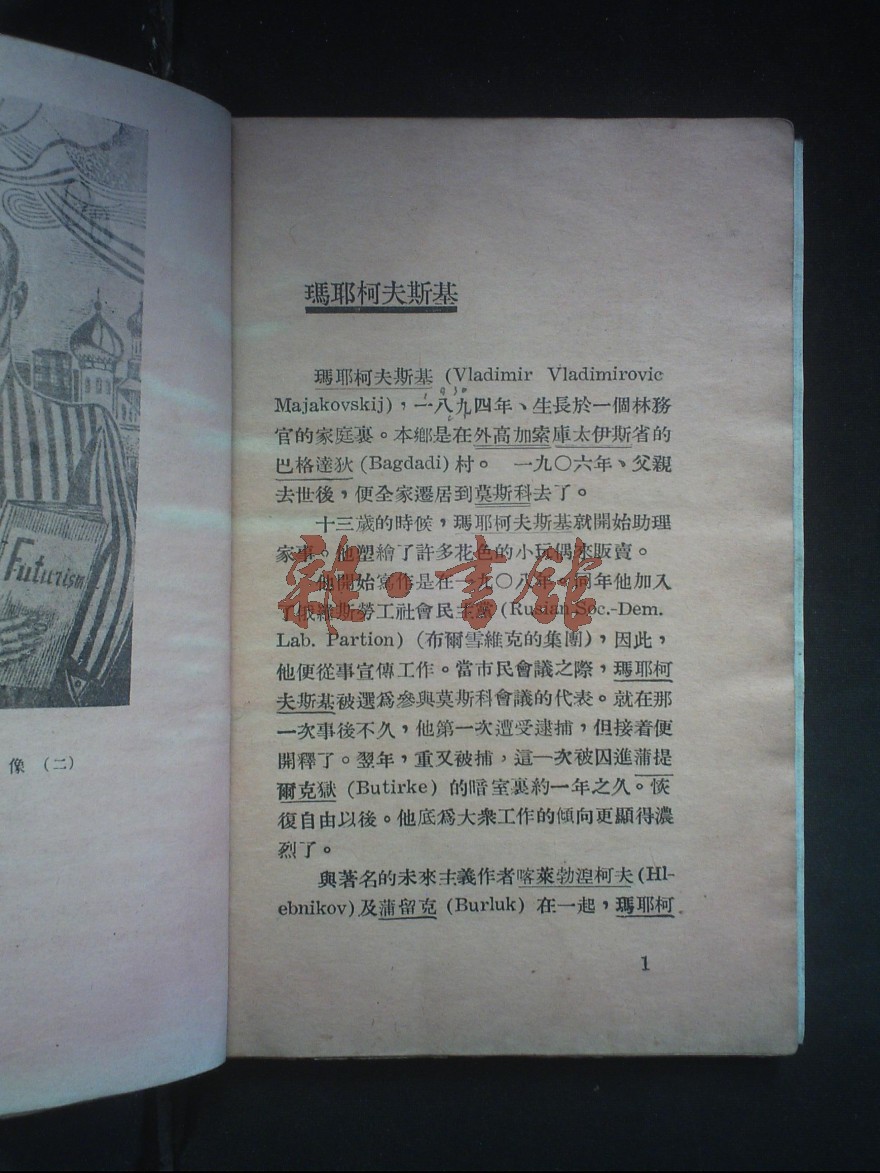 Futurism
像（二）
瑪耶柯夫斯基
瑪耶柯夫斯基 (Vladimir Vladimirovic
Majakovskij)，一八九四年、生長於一個林務
官的家庭裏。本鄉是在外高加索庫太伊斯省的
巴格達狄 (Bagdadi) 村。　一九〇六年、父親
去世後，便全家遷居到莫斯科去了。
十三歲的時候，瑪耶柯夫斯基就開始助理
家事。他塑繪了許多花色的小玩偶來販賣。
他開始寫作是在一九〇八年。同年他加入
了俄羅斯勞工社會民主黨 (Rusian Soc.-Dem.
Lab. Partion) (布爾雪維克的集團)，因此，
他便從事宣傳工作。當市民會議之際，瑪耶柯
夫斯基被選爲參與莫斯科會議的代表。就在那
一次事後不久，他第一次遭受逮捕，但接着便
開釋了。翌年，重又被捕，這一次被囚進蒲提
爾克獄 (Butirke) 的暗室裏約一年之久。恢
復自由以後。他底爲大衆工作的傾向更顯得濃
烈了。
與著名的未來主義作者喀萊勃湼柯夫 (Hl-
ebnikov) 及蒲留克 (Burluk) 在一起，瑪耶柯
1
雜·書館